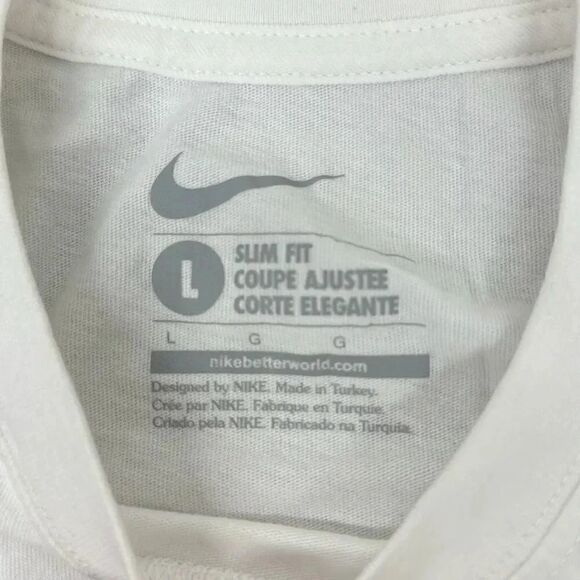 L
SLIM FIT
COUPE AJUSTEE
CORTE ELEGANTE
L G G
nikebetterworld.com
Designed by NIKE. Made in Turkey.
Crée par NIKE. Fabrique en Turquie.
Criado pela NIKE. Fabricado na Turquia.